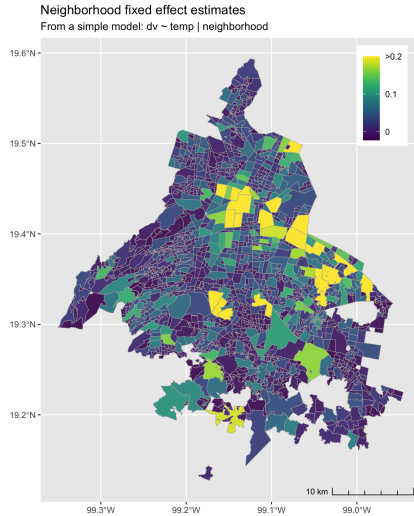 Neighborhood fixed effect estimates
From a simple model: dv ~ temp | neighborhood
19.6°N
>0.2
0.1
0
19.5°N
19.4°N
19.3°N
19.2°N
10 km
99.3°W
99.2°W
99.1°W
99.0°W